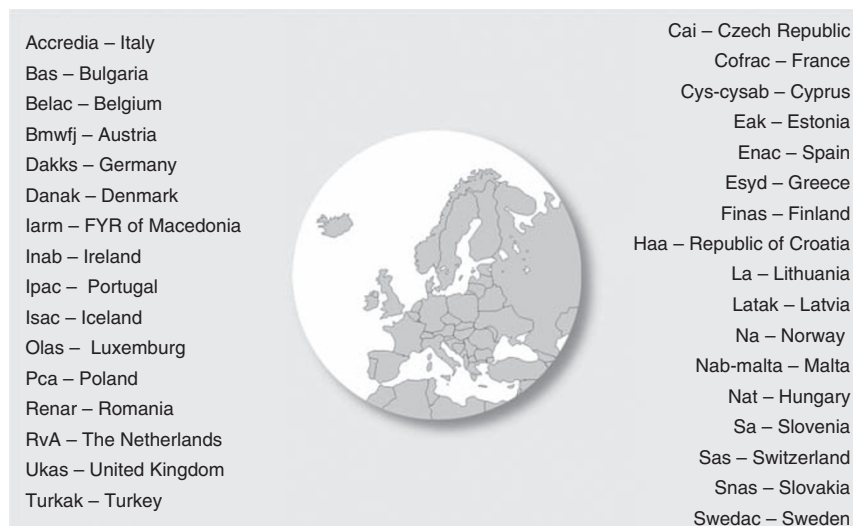 Accredia – Italy
Bas – Bulgaria
Belac – Belgium
Bmwfj – Austria
Dakks – Germany
Danak – Denmark
Iarm – FYR of Macedonia
Inab – Ireland
Ipac – Portugal
Isac – Iceland
Olas – Luxemburg
Pca – Poland
Renar – Romania
RvA – The Netherlands
Ukas – United Kingdom
Turkak – Turkey
Cai – Czech Republic
Cofrac – France
Cys-cysab – Cyprus
Eak – Estonia
Enac – Spain
Esyd – Greece
Finas – Finland
Haa – Republic of Croatia
La – Lithuania
Latak – Latvia
Na – Norway
Nab-malta – Malta
Nat – Hungary
Sa – Slovenia
Sas – Switzerland
Snas – Slovakia
Swedac – Sweden